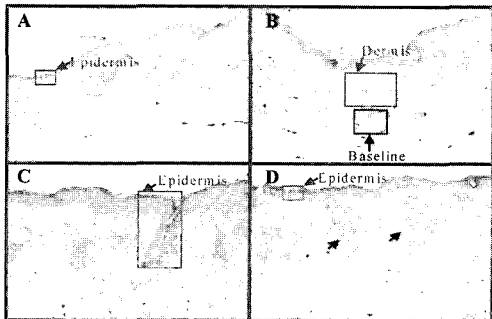 A
Epidermis
B
Dermis
Baseline
C
Epidermis
D
Epidermis